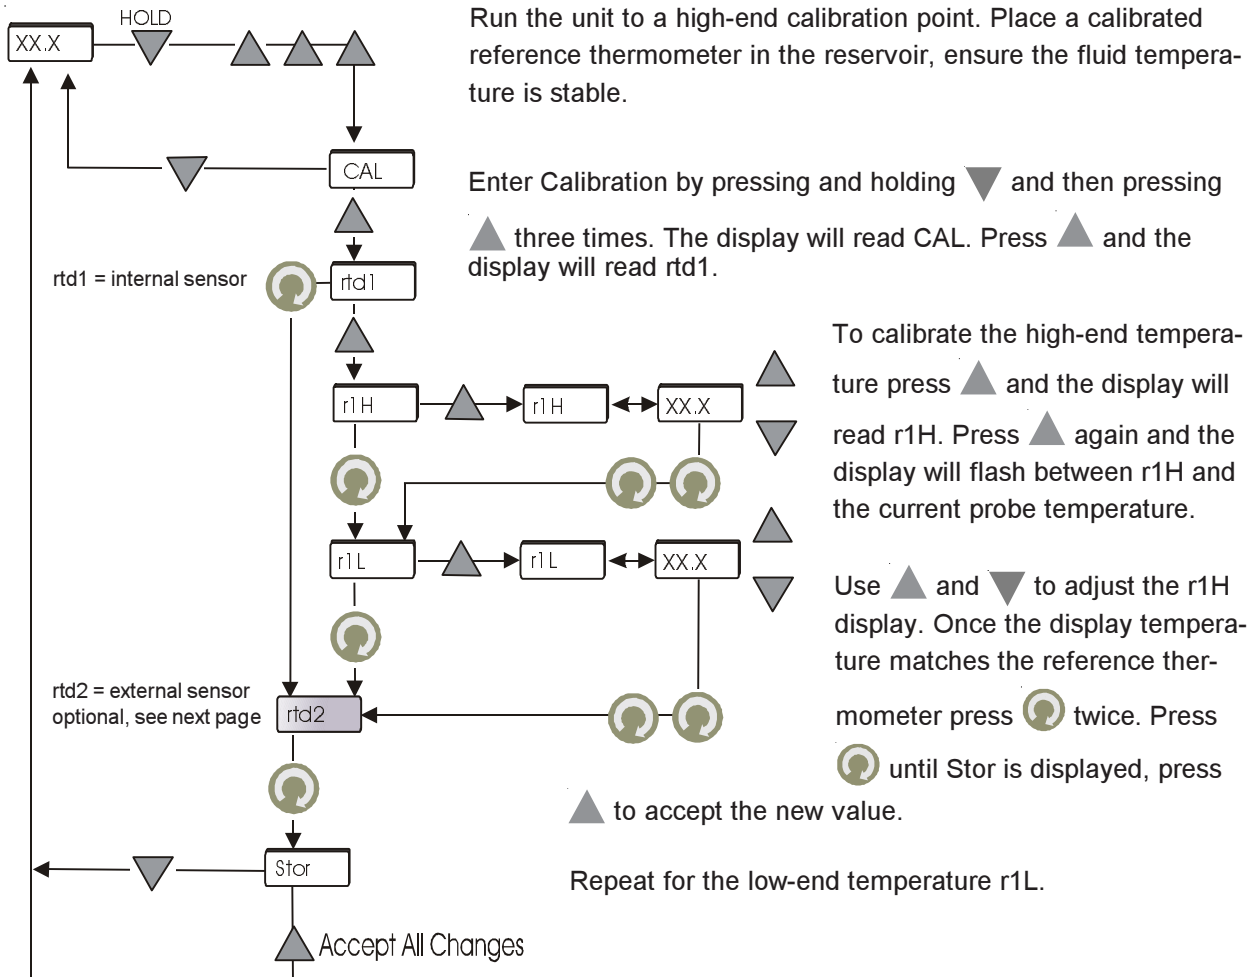 HOLD
XX.X
Run the unit to a high-end calibration point. Place a calibrated
reference thermometer in the reservoir, ensure the fluid tempera-
ture is stable.
CAL
Enter Calibration by pressing and holding and then pressing
three times. The display will read CAL. Press and the
display will read rtd1.
rtd1 = internal sensor
rtd1
To calibrate the high-end tempera-
ture press and the display will
read r1H. Press again and the
display will flash between r1H and
the current probe temperature.
r1H
r1H
XX.X
r1L
r1L
XX.X
Use and to adjust the r1H
display. Once the display tempera-
ture matches the reference ther-
mometer press twice. Press
until Stor is displayed, press
to accept the new value.
rtd2 = external sensor
optional, see next page
rtd2
Stor
Repeat for the low-end temperature r1L.
Accept All Changes